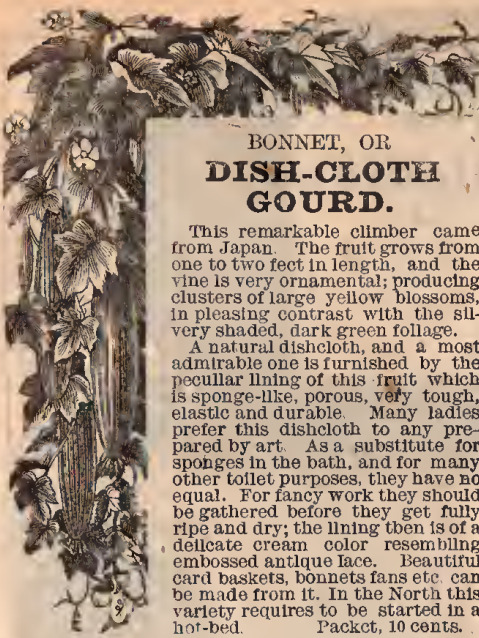 BONNET, OR
DISH-CLOTH
GOURD.
This remarkable climber came
from Japan. The fruit grows from
one to two feet in length, and the
vine is very ornamental; producing
clusters of large yellow blossoms,
in pleasing contrast with the sil-
very shaded, dark green foliage.
A natural dishcloth, and a most
admirable one is furnished by the
peculiar lining of this fruit which
is sponge-like, porous, very tough,
elastic and durable. Many ladies
prefer this dishcloth to any pre-
pared by art. As a substitute for
sponges in the bath, and for many
other toilet purposes, they have no
equal. For fancy work they should
be gathered before they get fully
ripe and dry; the lining then is of a
delicate cream color resembling
embossed antique lace. Beautiful
card baskets, bonnets fans etc. can
be made from it. In the North this
variety requires to be started in a
hot-bed. Packet, 10 cents.